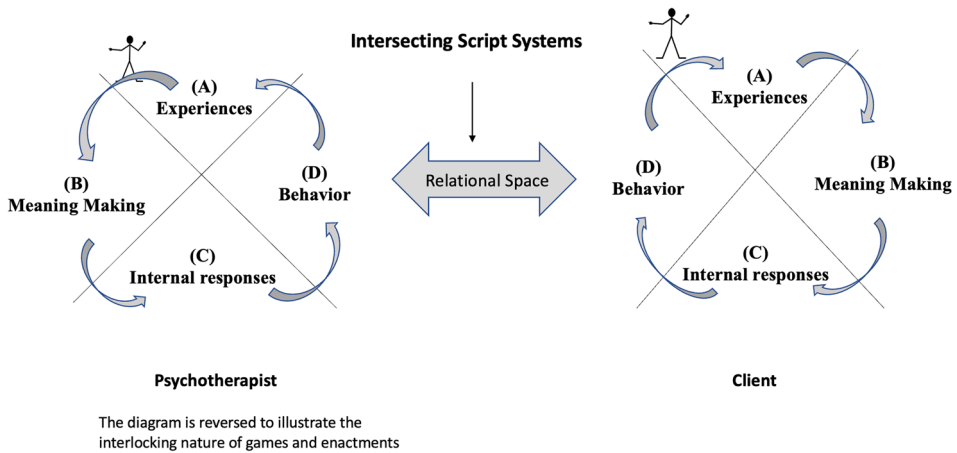 Intersecting Script Systems
(A)
Experiences
(B)
Meaning Making
(C)
Internal responses
(D)
Behavior
Relational Space
(A)
Experiences
(B)
Meaning Making
(C)
Internal responses
(D)
Behavior
Psychotherapist
Client
The diagram is reversed to illustrate the
interlocking nature of games and enactments